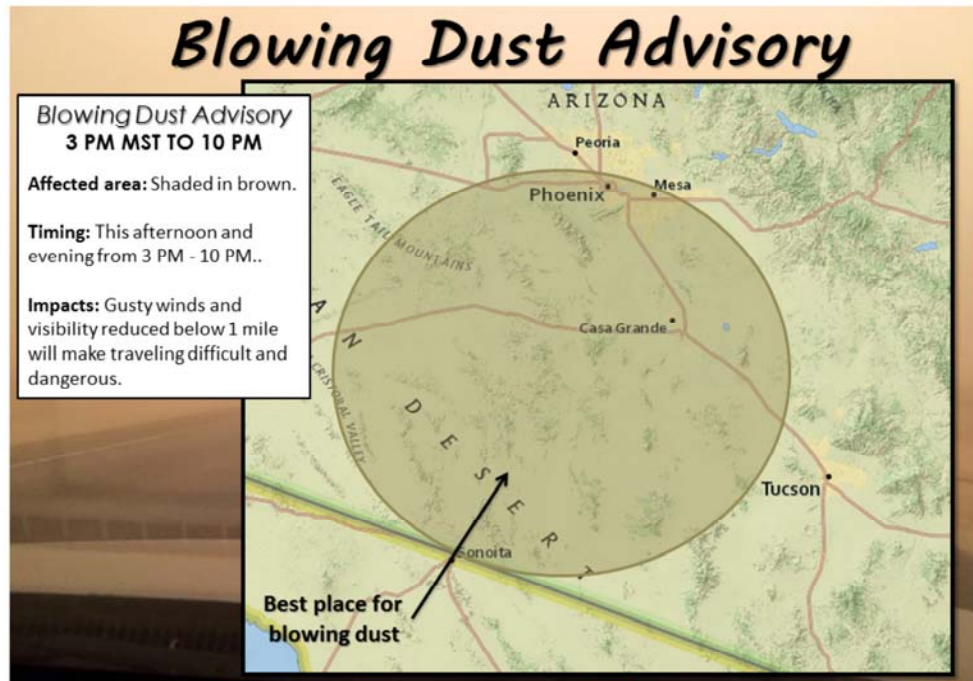 Blowing Dust Advisory
Blowing Dust Advisory
3 PM MST TO 10 PM
Affected area: Shaded in brown.
Timing: This afternoon and
evening from 3 PM - 10 PM..
Impacts: Gusty winds and
visibility reduced below 1 mile
will make traveling difficult and
dangerous.
ARIZONA
Peoria
Phoenix
Mesa
EAGLE TAIL MOUNTAINS
Casa Grande
CRISTOBAL VALLEY
A N
D E S E R T
Tucson
Sonoita
Best place for
blowing dust